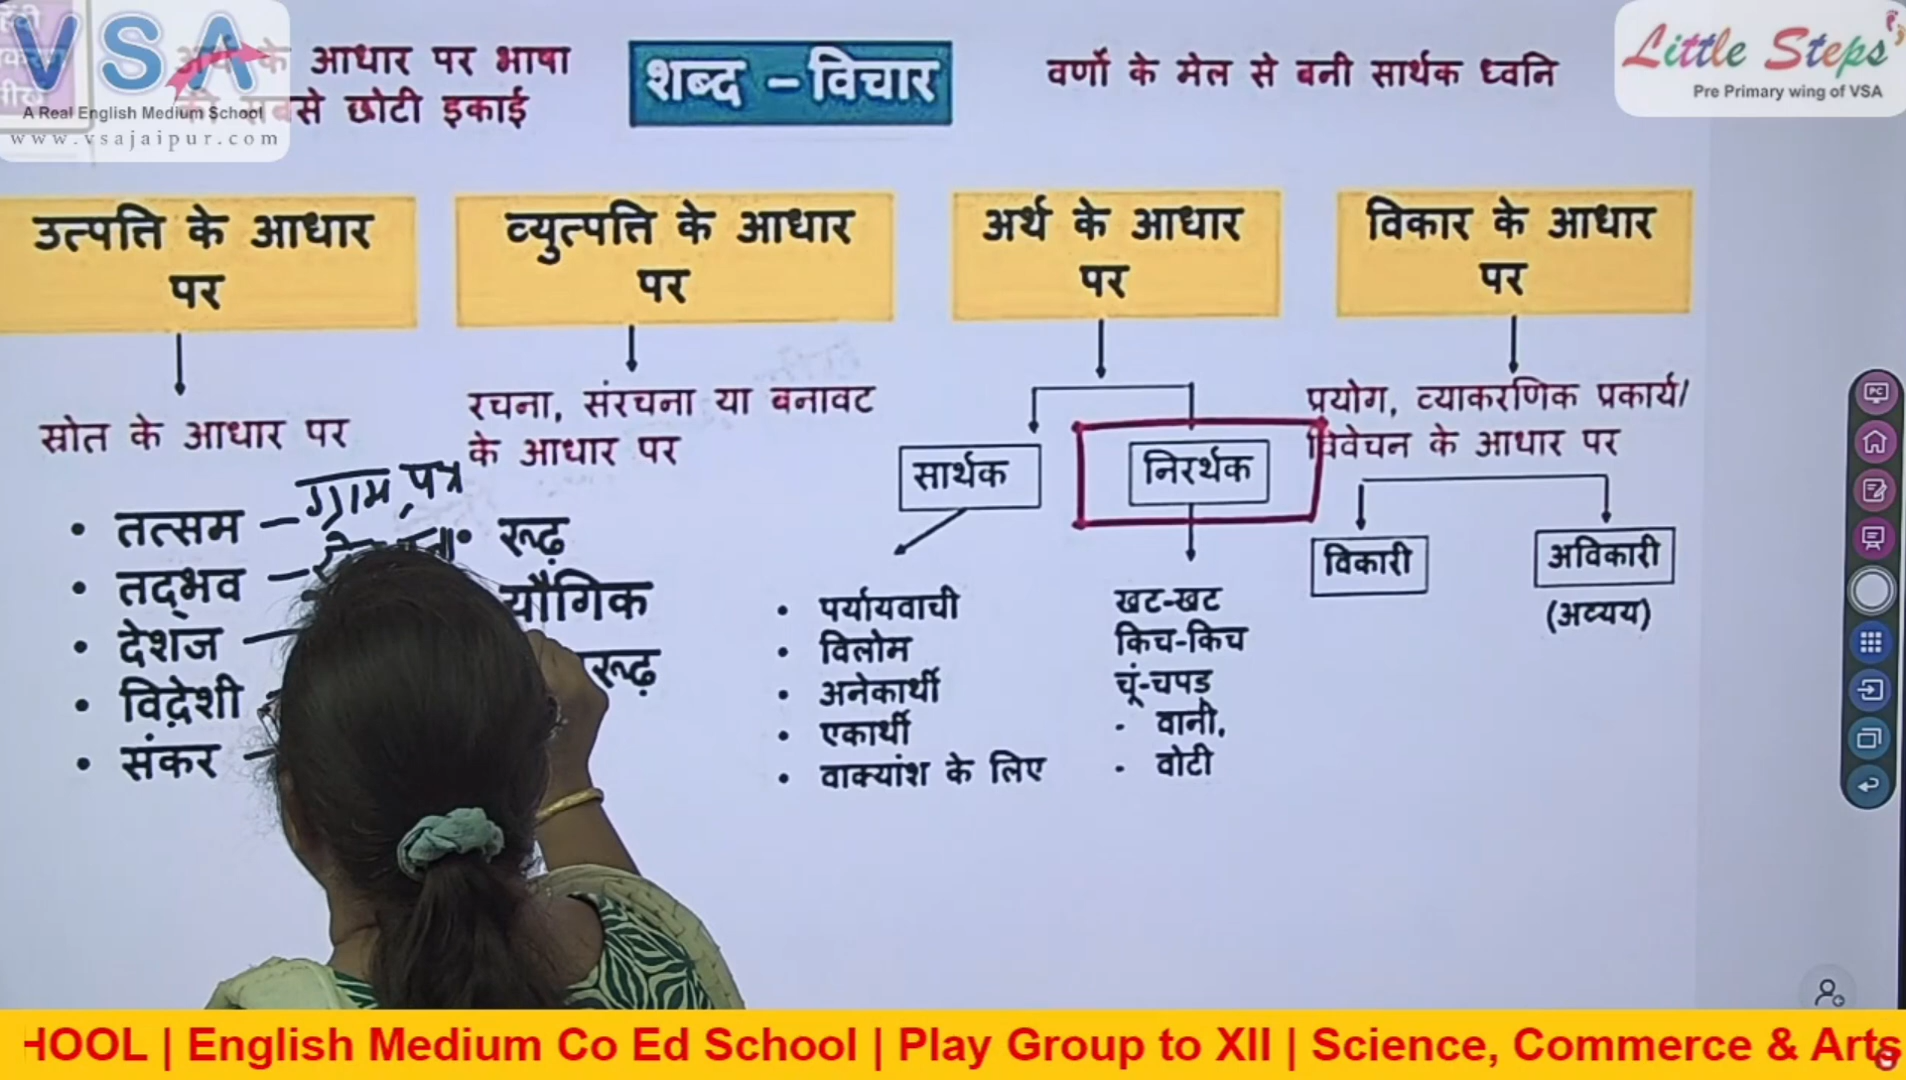 VSA
A Real English Medium School
www.vsajaipur.com
के आधार पर भाषा
सबसे छोटी इकाई
शब्द – विचार
वर्णों के मेल से बनी सार्थक ध्वनि
Little Steps
Pre Primary wing of VSA
उत्पत्ति के आधार
पर
स्रोत के आधार पर
• तत्सम – ग्राम, पत्र
• तद्भव –
• देशज –
• विदेशी
• संकर –
व्युत्पत्ति के आधार
पर
रचना, संरचना या बनावट
के आधार पर
• रूढ़
यौगिक
रूढ़
अर्थ के आधार
पर
सार्थक
• पर्यायवाची
• विलोम
• अनेकार्थी
• एकार्थी
• वाक्यांश के लिए
निरर्थक
खट-खट
किच-किच
चूं-चपड़
- वानी,
- वोटी
विकार के आधार
पर
प्रयोग, व्याकरणिक प्रकार्य/
विवेचन के आधार पर
विकारी
अविकारी
(अव्यय)
PC
HOOL | English Medium Co Ed School | Play Group to XII | Science, Commerce & Arts